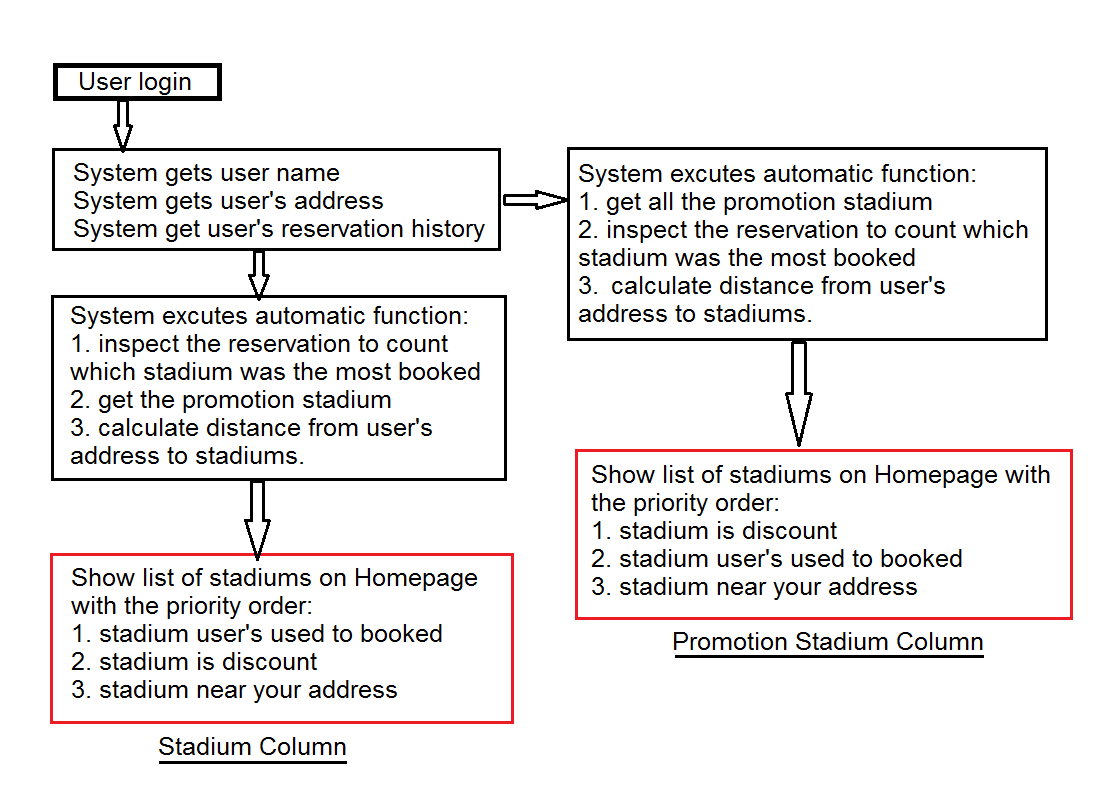 User login
System gets user name
System gets user's address
System get user's reservation history
System excutes automatic function:
1. get all the promotion stadium
2. inspect the reservation to count which
stadium was the most booked
3. calculate distance from user's
address to stadiums.
System excutes automatic function:
1. inspect the reservation to count
which stadium was the most booked
2. get the promotion stadium
3. calculate distance from user's
address to stadiums.
Show list of stadiums on Homepage with
the priority order:
1. stadium is discount
2. stadium user's used to booked
3. stadium near your address
Promotion Stadium Column
Show list of stadiums on Homepage
with the priority order:
1. stadium user's used to booked
2. stadium is discount
3. stadium near your address
Stadium Column